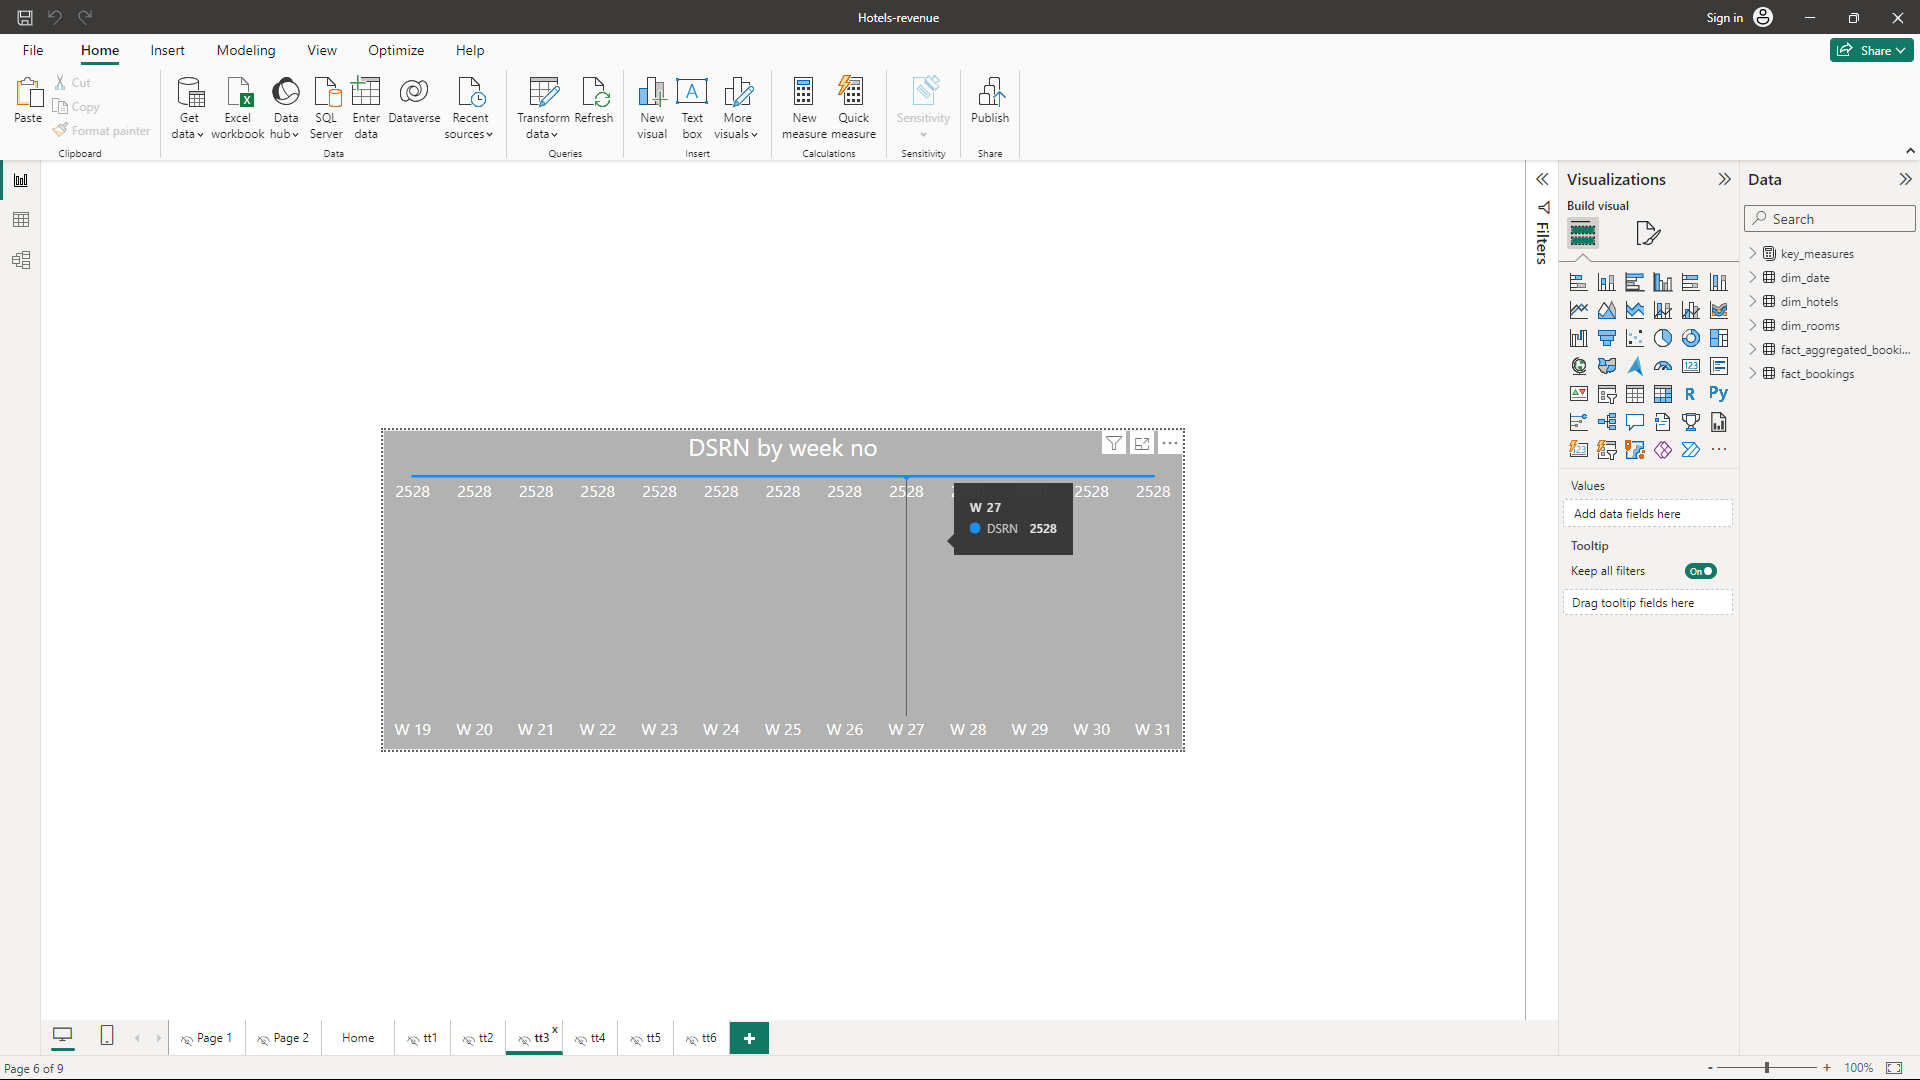 Hotels-revenue
Sign in
File Home Insert Modeling View Optimize Help
Share
Paste
Cut
Copy
Format painter
Clipboard
Get data
Excel workbook
Data hub
SQL Server
Enter data
Dataverse
Recent sources
Data
Transform data
Refresh
Queries
New visual
Text box
More visuals
Insert
New measure
Quick measure
Calculations
Sensitivity
Sensitivity
Publish
Share
DSRN by week no
2528 2528 2528 2528 2528 2528 2528 2528 2528 2528 2528
W 27
DSRN 2528
W 19 W 20 W 21 W 22 W 23 W 24 W 25 W 26 W 27 W 28 W 29 W 30 W 31
Filters
Visualizations
Build visual
123
R
Py
123
Values
Add data fields here
Tooltip
Keep all filters
On
Drag tooltip fields here
Data
Search
key_measures
dim_date
dim_hotels
dim_rooms
fact_aggregated_booki...
fact_bookings
Page 1 Page 2 Home tt1 tt2 tt3 x tt4 tt5 tt6 +
Page 6 of 9
- + 100%